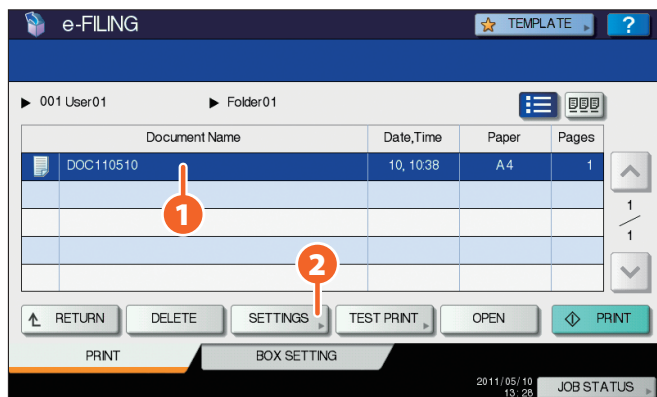 e-FILING
TEMPLATE
?
001 User01 Folder01
Document Name Date,Time Paper Pages
DOC110510 10, 10:38 A4 1
1
1
1
2
RETURN DELETE SETTINGS TEST PRINT OPEN PRINT
PRINT BOX SETTING
2011/05/10
13:28
JOB STATUS